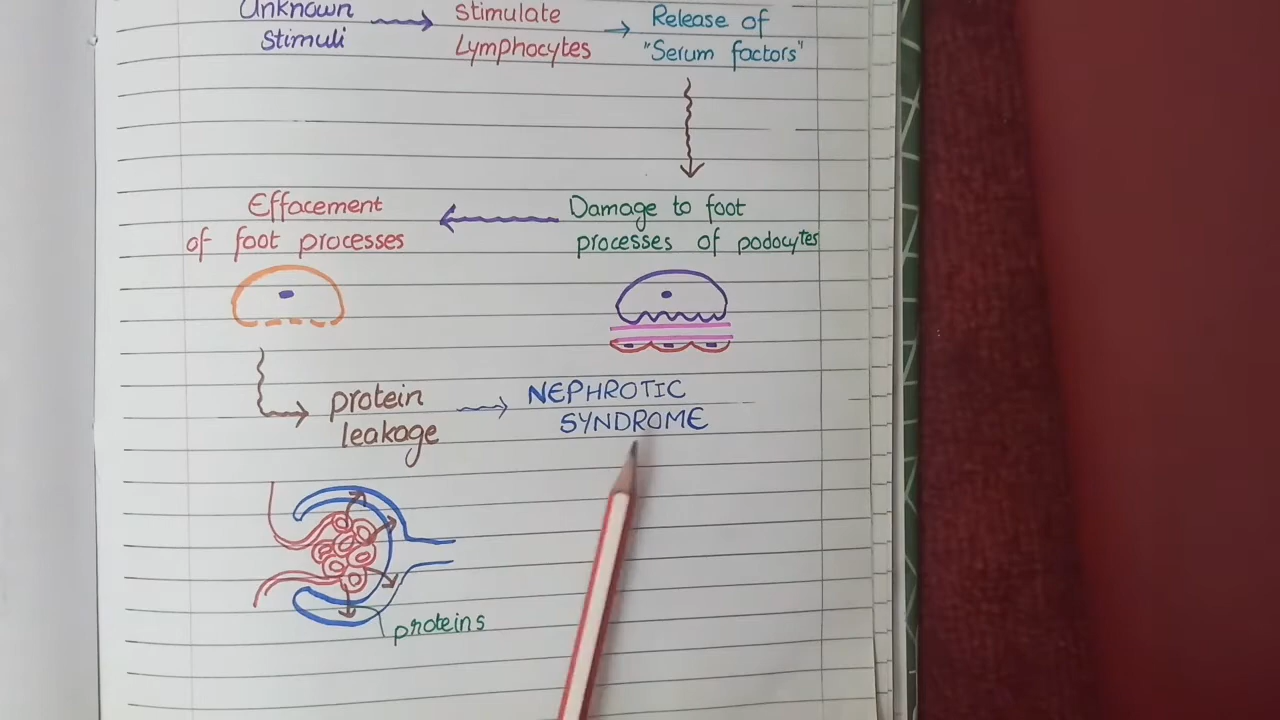 Unknown
Stimuli
Stimulate
Lymphocytes
Release of
"Serum factors"
Damage to foot
processes of podocytes
Effacement
of foot processes
protein
leakage
NEPHROTIC
SYNDROME
proteins